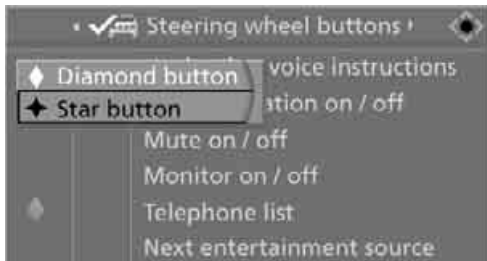 Steering wheel buttons
Diamond button
voice instructions
Star button
ation on / off
Mute on / off
Monitor on / off
Telephone list
Next entertainment source